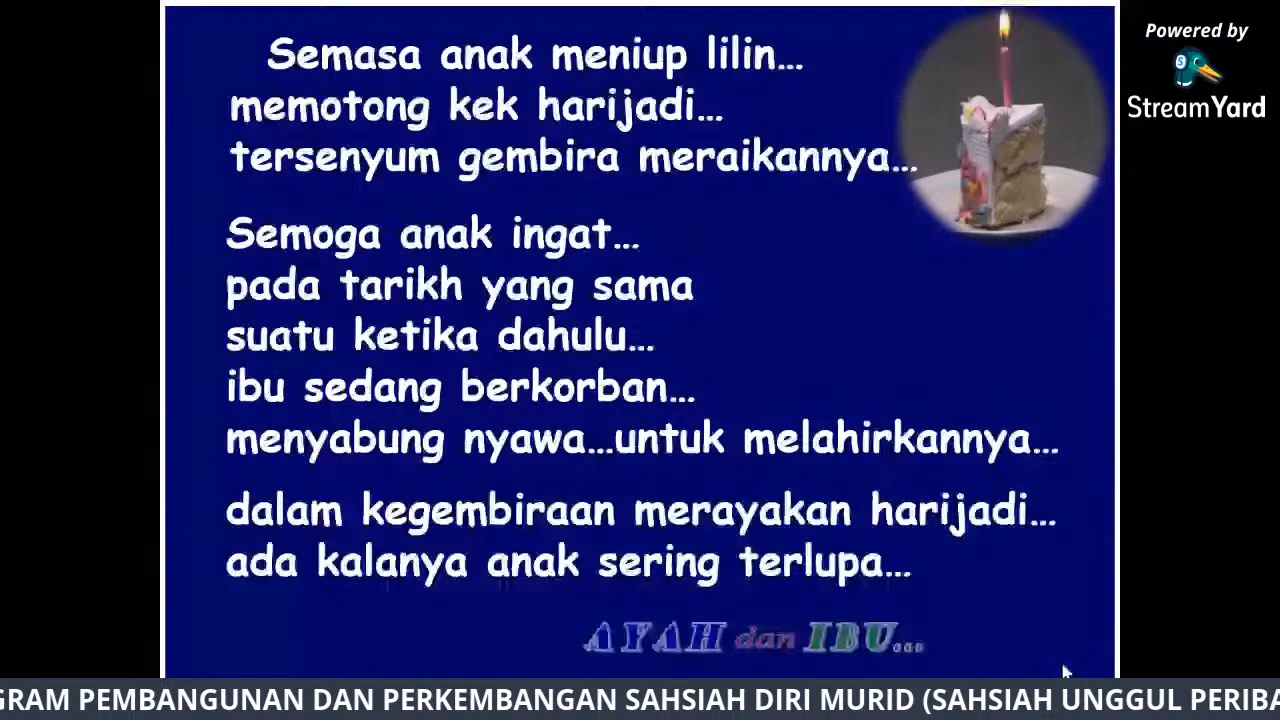 Semasa anak meniup lilin...
memotong kek harijadi...
tersenyum gembira meraikannya...
Semoga anak ingat...
pada tarikh yang sama
suatu ketika dahulu...
ibu sedang berkorban...
menyabung nyawa...untuk melahirkannya...
dalam kegembiraan merayakan harijadi...
ada kalanya anak sering terlupa...
AYAH dan IBU...
Powered by
StreamYard
PEMBANGUNAN DAN PERKEMBANGAN SAHSIAH DIRI MURID (SAHSIAH UNGGUL